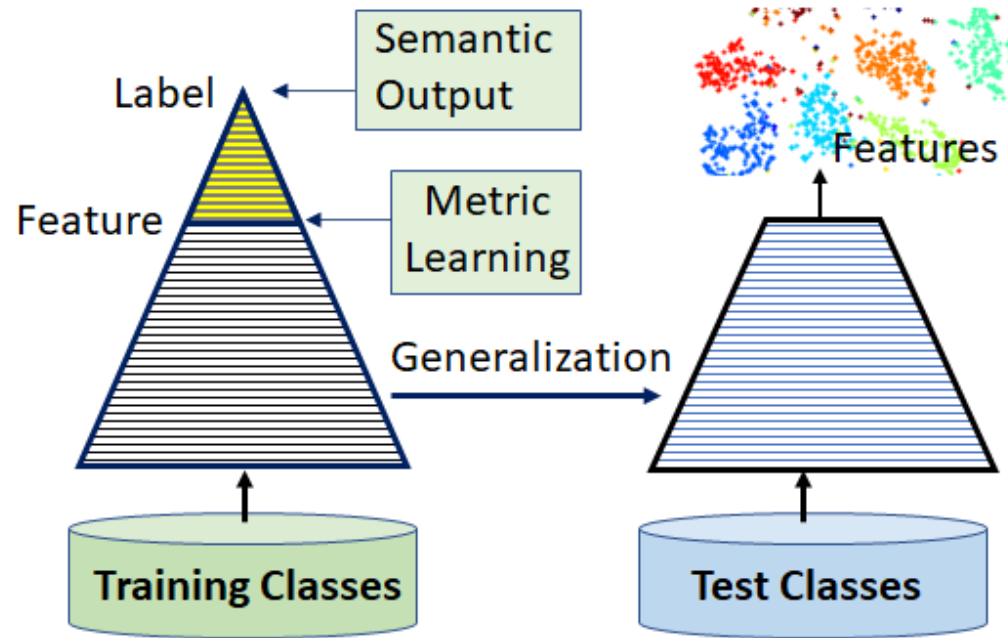 Semantic
Output
Label
Features
Feature
Metric
Learning
Generalization
Training Classes
Test Classes